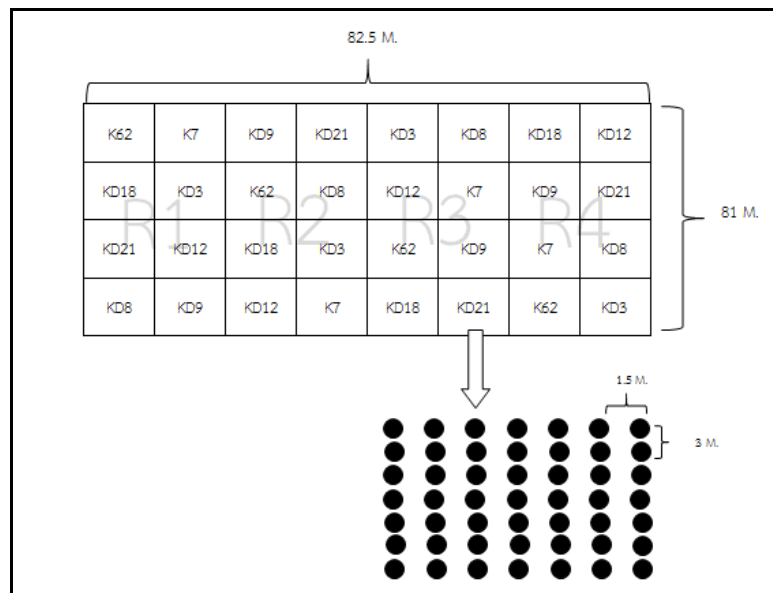 82.5 M.
K62 K7 KD9 KD21 KD3 KD8 KD18 KD12
KD18 KD3 K62 KD8 KD12 K7 KD9 KD21
R1 R2 R3 R4
81 M.
KD21 KD12 KD18 KD3 K62 KD9 K7 KD8
KD8 KD9 KD12 K7 KD18 KD21 K62 KD3
1.5 M.
3 M.